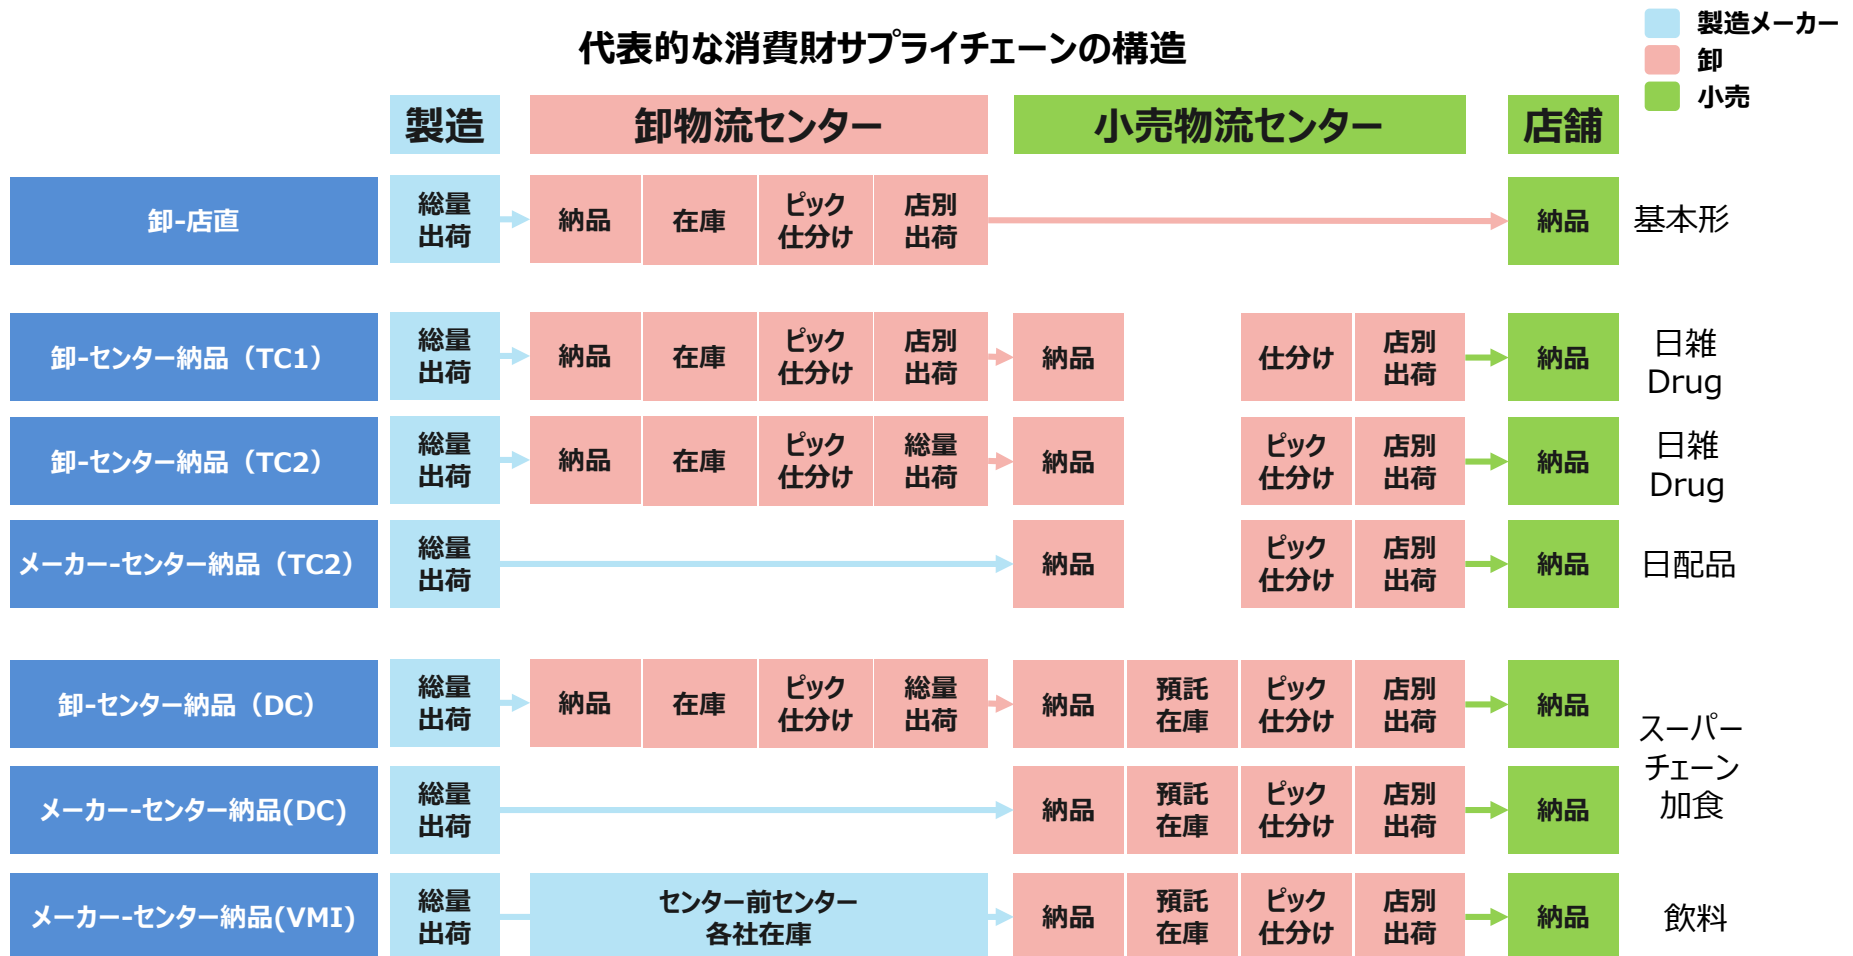 代表的な消費財サプライチェーンの構造
製造メーカー
卸
小売
製造
卸物流センター
小売物流センター
店舗
卸-店直
総量
出荷
納品
在庫
ピック
仕分け
店別
出荷
納品
基本形
卸-センター納品（TC1）
総量
出荷
納品
在庫
ピック
仕分け
店別
出荷
納品
仕分け
店別
出荷
納品
日雑
Drug
卸-センター納品（TC2）
総量
出荷
納品
在庫
ピック
仕分け
総量
出荷
納品
ピック
仕分け
店別
出荷
納品
日雑
Drug
メーカー-センター納品（TC2）
総量
出荷
納品
ピック
仕分け
店別
出荷
納品
日配品
卸-センター納品（DC）
総量
出荷
納品
在庫
ピック
仕分け
総量
出荷
納品
預託
在庫
ピック
仕分け
店別
出荷
納品
スーパー
チェーン
加食
メーカー-センター納品(DC)
総量
出荷
納品
預託
在庫
ピック
仕分け
店別
出荷
納品
メーカー-センター納品(VMI)
総量
出荷
センター前センター
各社在庫
納品
預託
在庫
ピック
仕分け
店別
出荷
納品
飲料